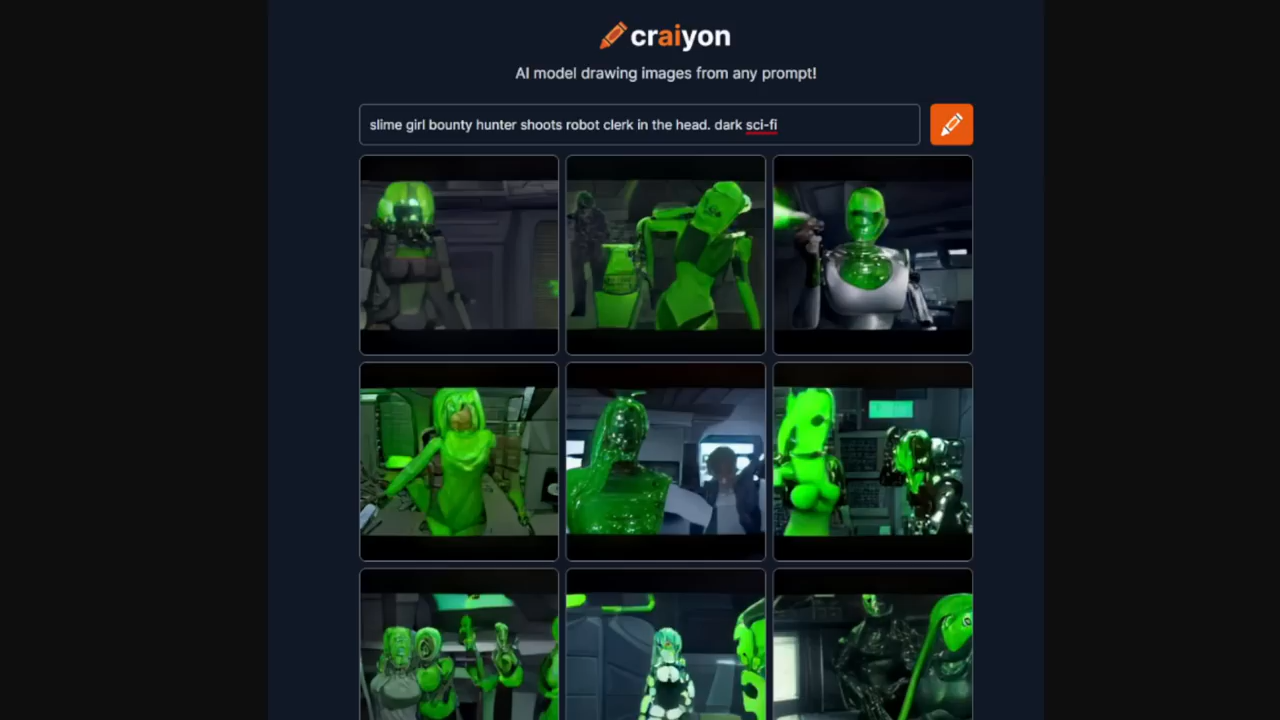 craiyon
AI model drawing images from any prompt!
slime girl bounty hunter shoots robot clerk in the head. dark sci-fi